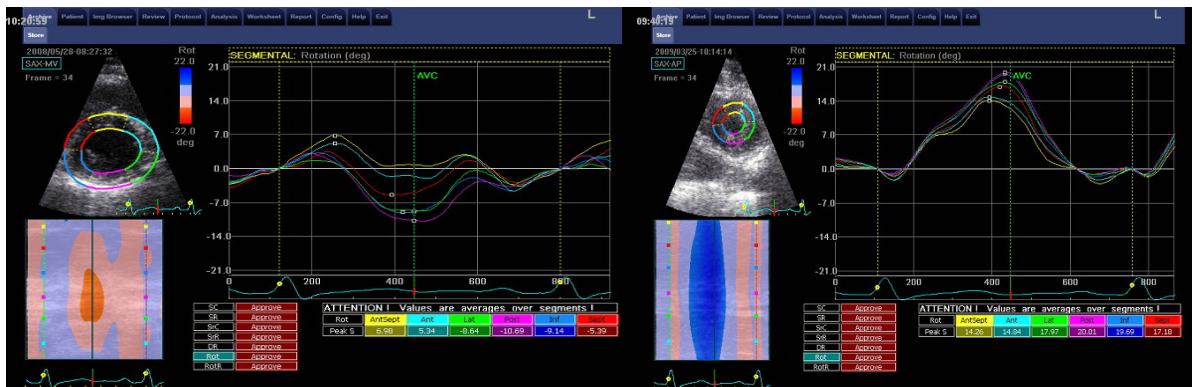 10:20:59
Archive Patient Img Browser Review Protocol Analysis Worksheet Report Config Help Exit
L
Store
2008/05/28-08:27:32
SAX-MV
Frame = 34
Rot
22.0
-22.0
deg
SEGMENTAL: Rotation (deg)
21.0
14.0
7.0
0.0
-7.0
-14.0
-21.0
AVC
0 200 400 600 800
SC Approve
SR Approve
SrC Approve
SrR Approve
DR Approve
Rot Approve
RotR Approve
ATTENTION ! Values are averages over segments !
Rot AntSept Ant Lat Post Inf Sept
Peak S 6.98 5.34 -8.64 -10.69 -9.14 -5.39
09:40:19
Archive Patient Img Browser Review Protocol Analysis Worksheet Report Config Help Exit
L
Store
2009/03/25-10:14:14
SAX-AP
Frame = 34
Rot
22.0
-22.0
deg
SEGMENTAL: Rotation (deg)
21.0
14.0
7.0
0.0
-7.0
-14.0
-21.0
AVC
0 200 400 600 800
SC Approve
SR Approve
SrC Approve
SrR Approve
DR Approve
Rot Approve
RotR Approve
ATTENTION ! Values are averages over segments !
Rot AntSept Ant Lat Post Inf Sept
Peak S 14.26 14.84 17.97 20.01 19.69 17.18